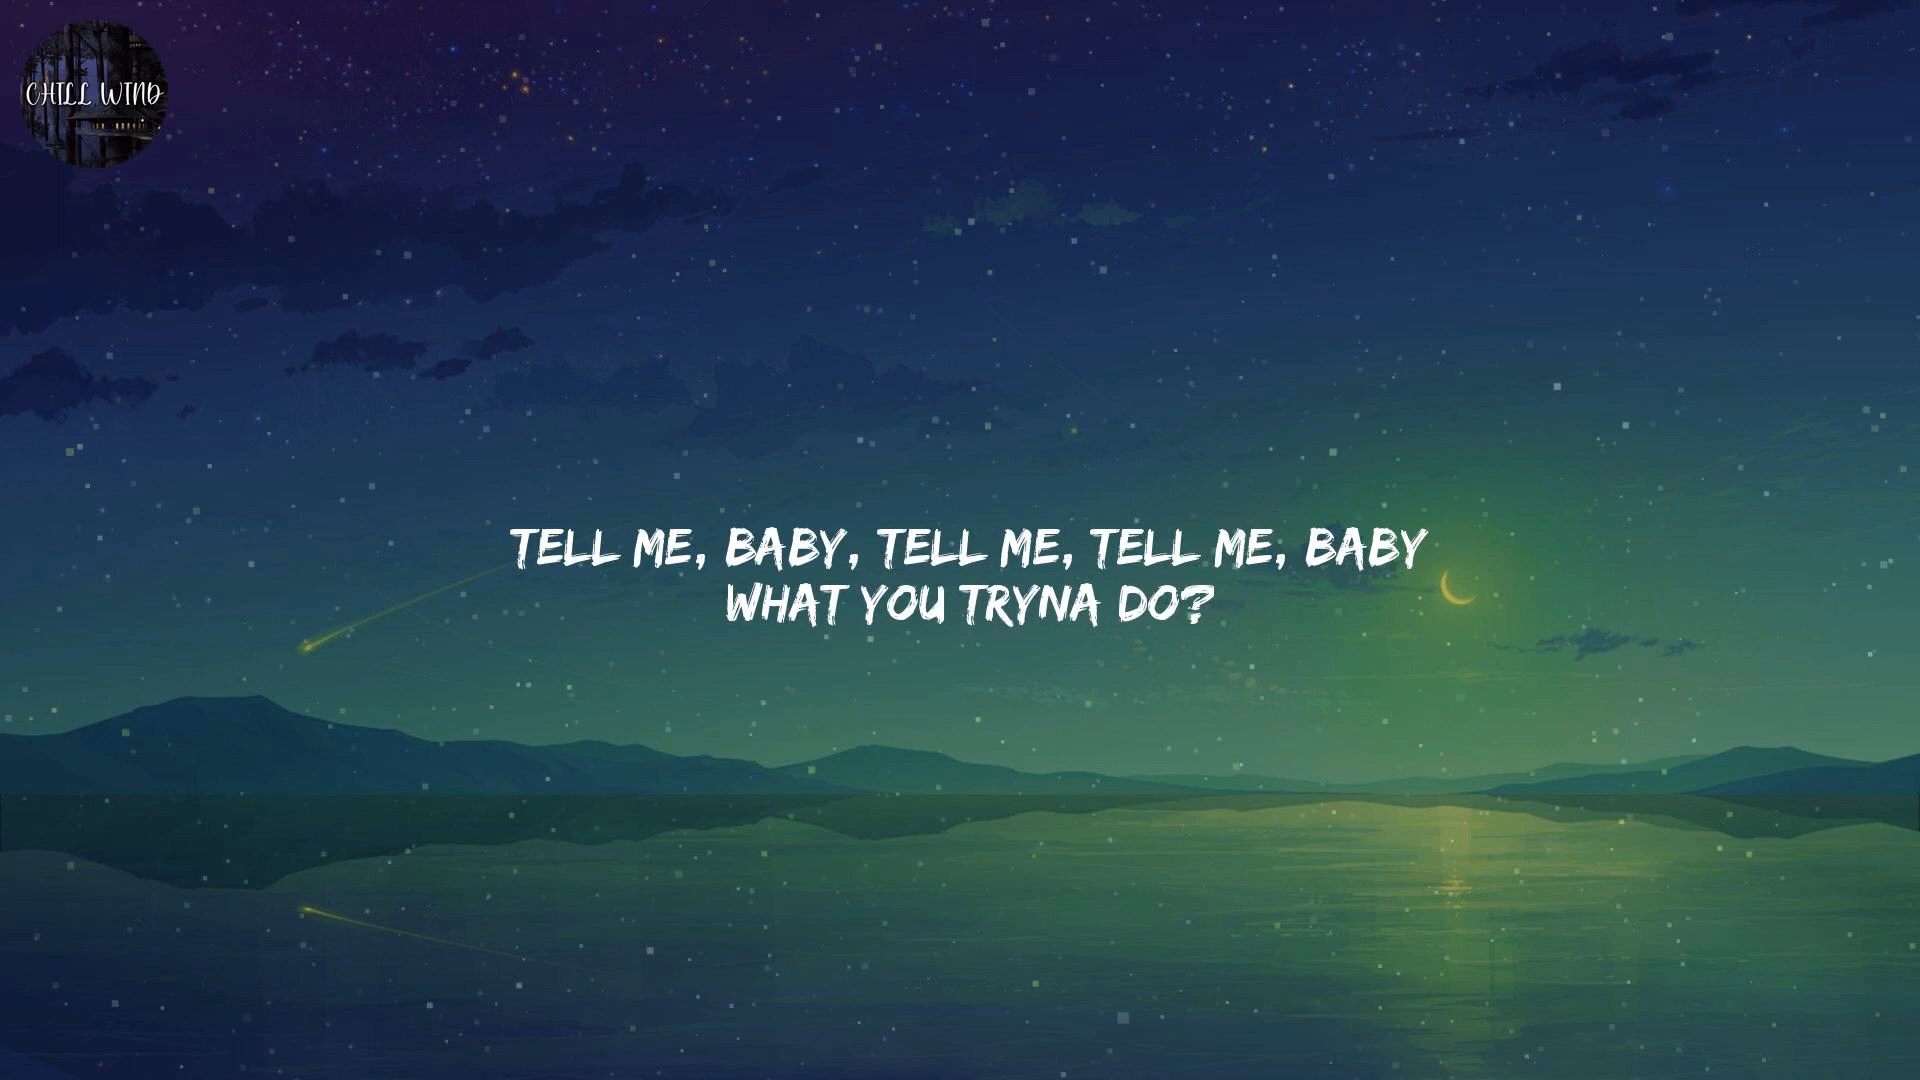 CHILL WIND
TELL ME, BABY, TELL ME, TELL ME, BABY
WHAT YOU TRYNA DO?